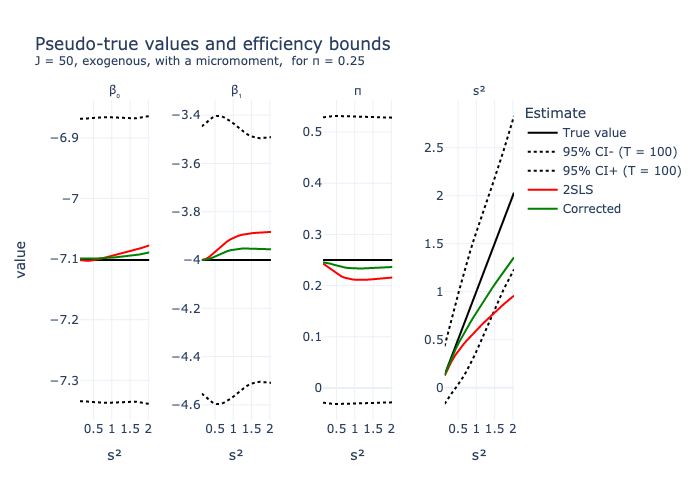 Pseudo-true values and efficiency bounds
J = 50, exogenous, with a micromoment,  for π = 0.25
β₀
β₁
π
s²
Estimate
True value
95% CI- (T = 100)
95% CI+ (T = 100)
2SLS
Corrected
value
−6.9
−7
−7.1
−7.2
−7.3
−3.4
−3.6
−3.8
−4
−4.2
−4.4
−4.6
0.5
0.4
0.3
0.2
0.1
0
2.5
2
1.5
1
0.5
0
0.5 1 1.5 2
0.5 1 1.5 2
0.5 1 1.5 2
0.5 1 1.5 2
s²
s²
s²
s²